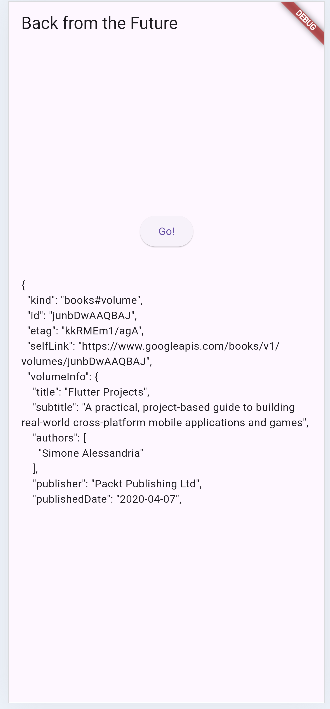 Back from the Future
DEBUG
Go!
{
"kind": "books#volume",
"id": "junbDwAAQBAJ",
"etag": "kkRMEm1/agA",
"selfLink": "https://www.googleapis.com/books/v1/
volumes/junbDwAAQBAJ",
"volumeInfo": {
"title": "Flutter Projects",
"subtitle": "A practical, project-based guide to building
real-world cross-platform mobile applications and games",
"authors": [
"Simone Alessandria"
],
"publisher": "Packt Publishing Ltd",
"publishedDate": "2020-04-07",